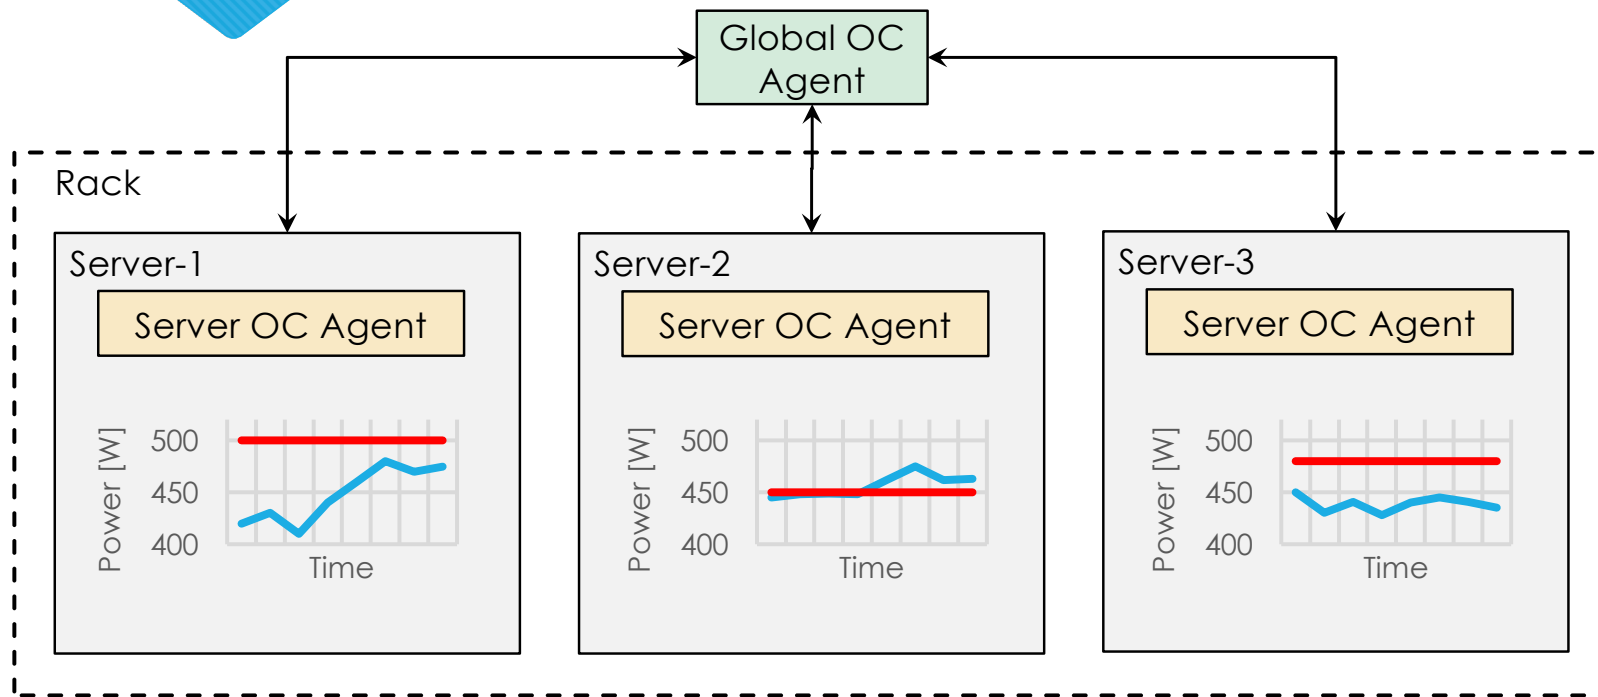 Global OC
Agent
Rack
Server-1
Server OC Agent
Power [W]
500
450
400
Time
Server-2
Server OC Agent
Power [W]
500
450
400
Time
Server-3
Server OC Agent
Power [W]
500
450
400
Time